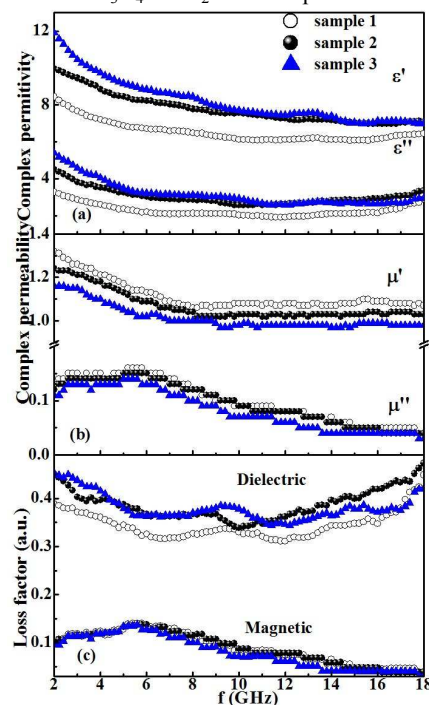 sample 1
sample 2
sample 3
Complex permitivity
12
8
4
ε'
ε''
(a)
Complex permeability
1.4
1.2
1.0
0.1
0.0
μ'
μ''
(b)
Loss factor (a.u.)
0.4
0.3
0.1
Dielectric
Magnetic
(c)
2 4 6 8 10 12 14 16 18
f (GHz)